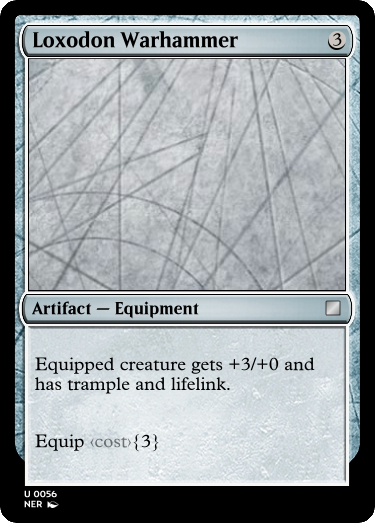 Loxodon Warhammer 3
Artifact — Equipment
Equipped creature gets +3/+0 and
has trample and lifelink.
Equip ‹cost›{3}
U 0056
NER